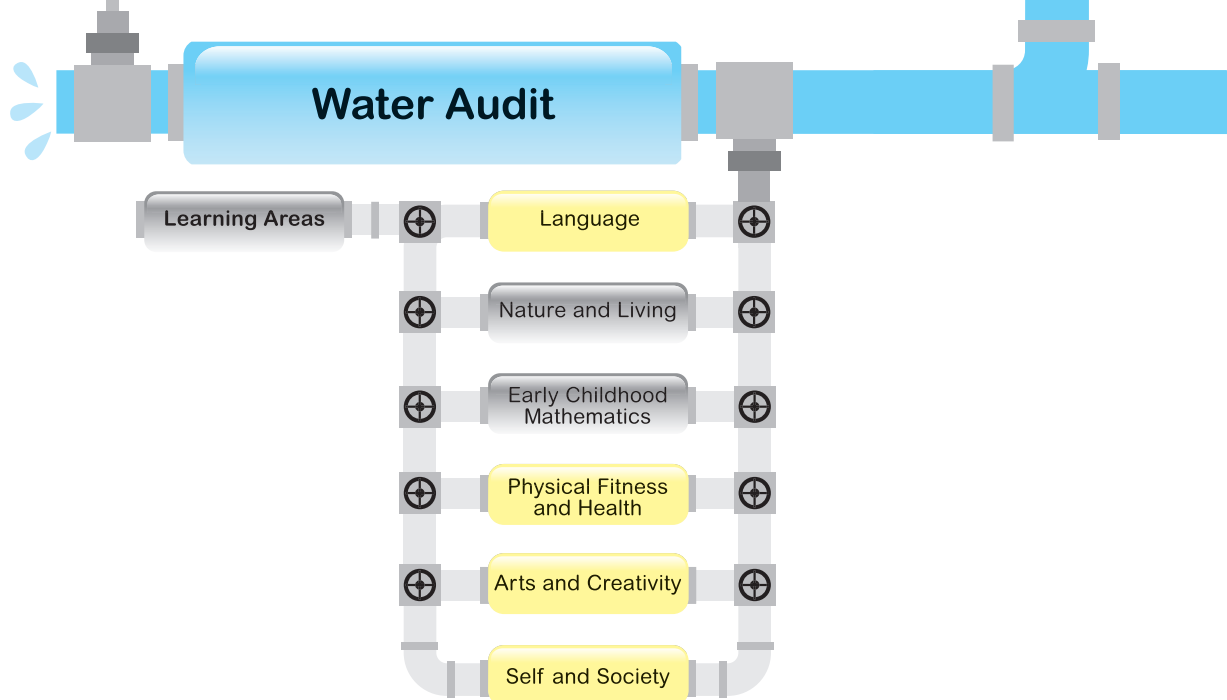 Water Audit
Learning Areas
Language
Nature and Living
Early Childhood
Mathematics
Physical Fitness
and Health
Arts and Creativity
Self and Society